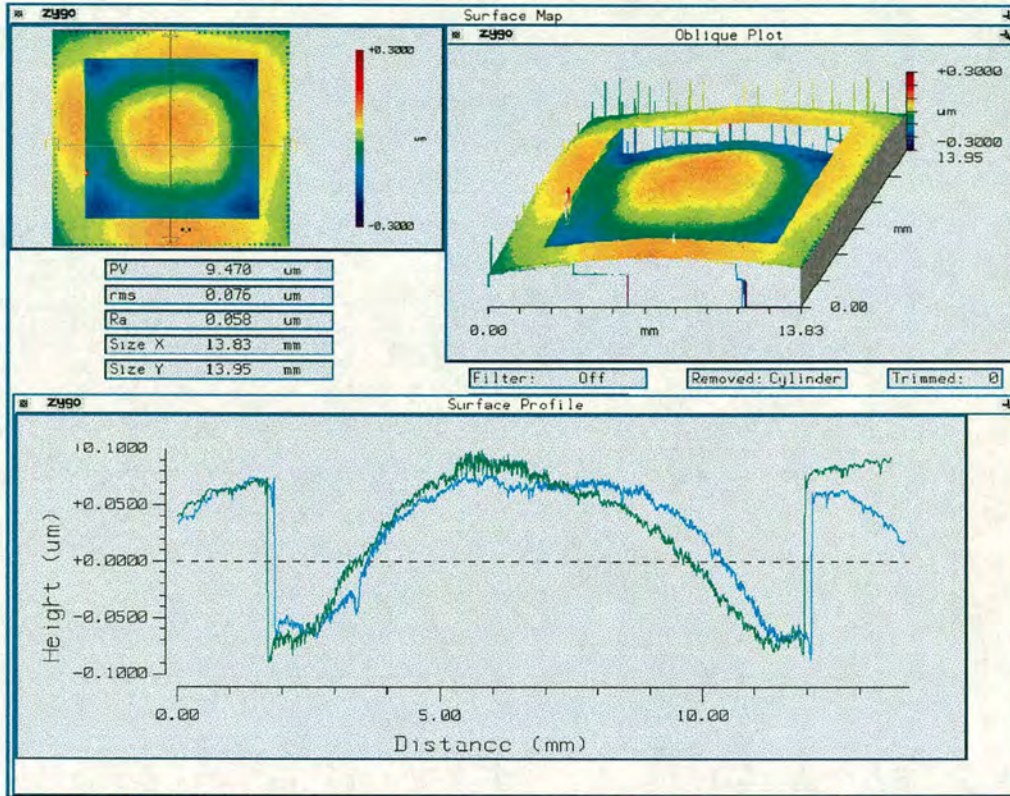 zygo Surface Map
zygo Oblique Plot
+0.3000
um
-0.3000
+0.3000
um
-0.3000
13.95
mm
0.00
0.00 mm 13.83
PV 9.470 um
rms 0.076 um
Ra 0.058 um
Size X 13.83 mm
Size Y 13.95 mm
Filter: Off Removed: Cylinder Trimmed: 0
zygo Surface Profile
+0.1000
+0.0500
+0.0000
-0.0500
-0.1000
Height (um)
0.00 5.00 10.00
Distance (mm)